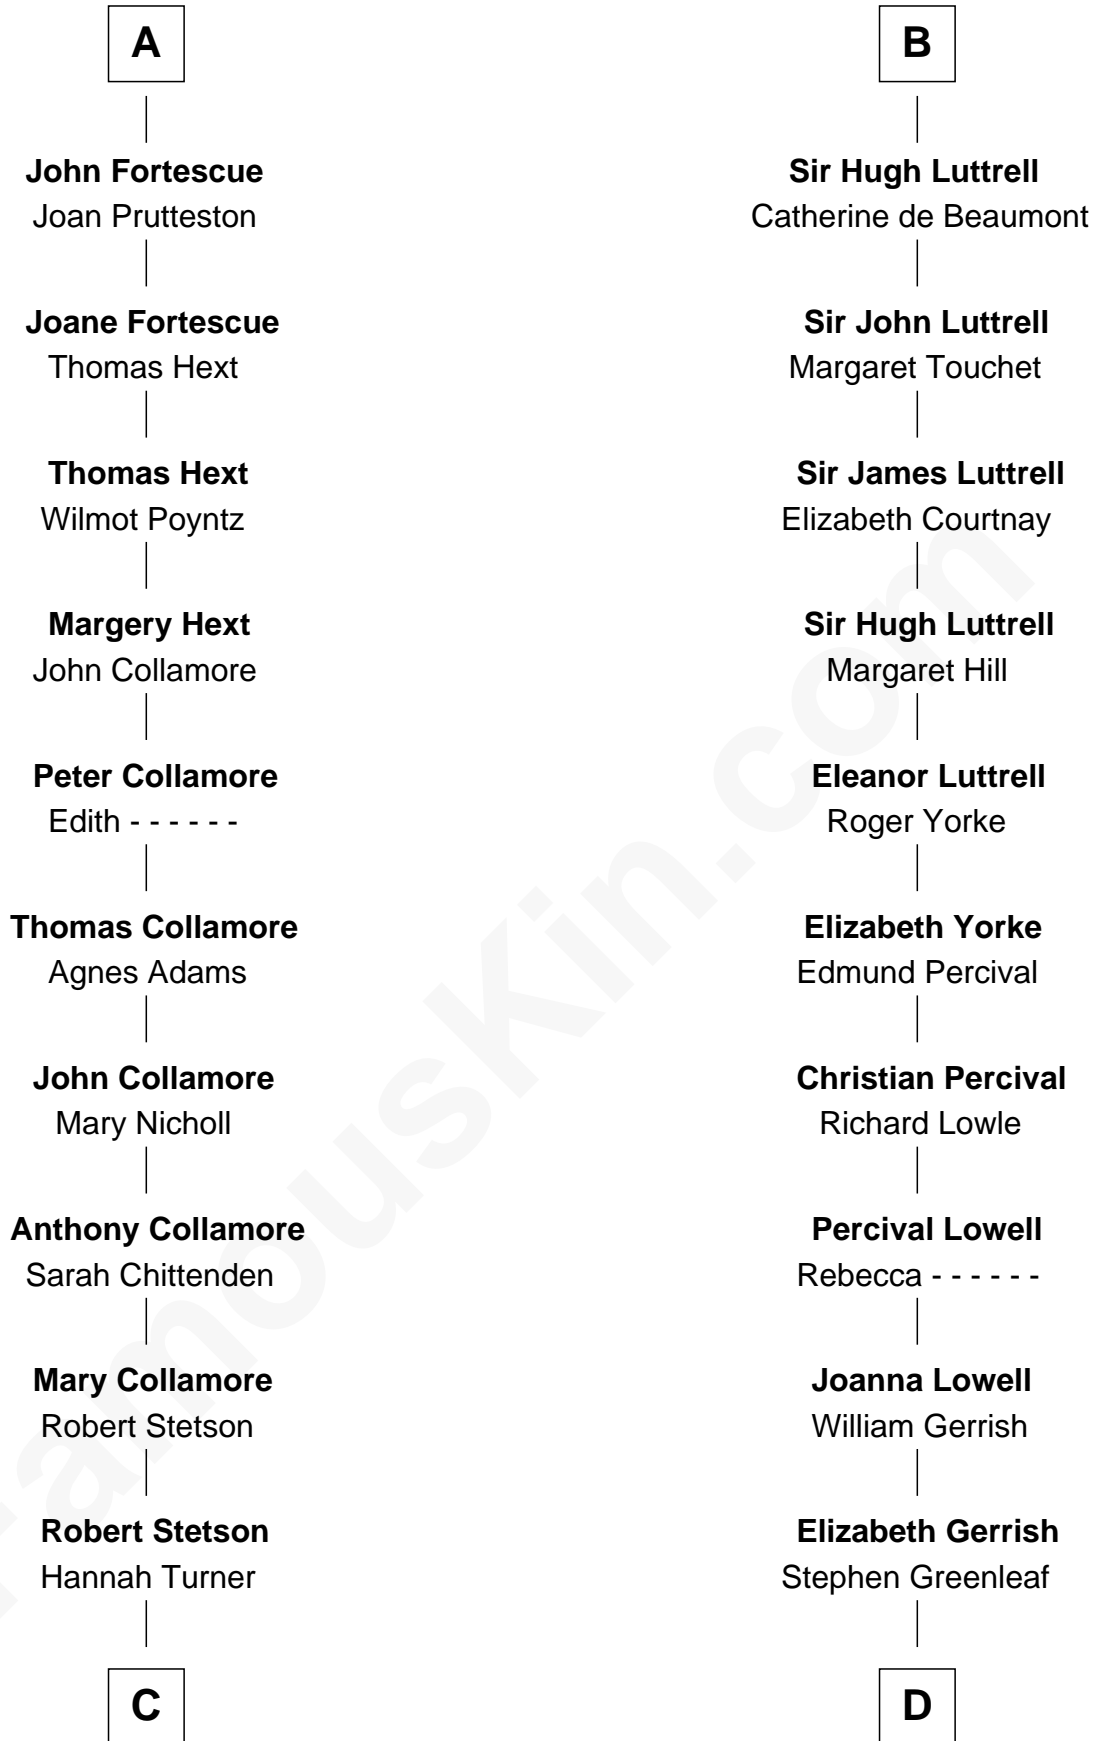 A
John Fortescue
Joan Prutteston
Joane Fortescue
Thomas Hext
Thomas Hext
Wilmot Poyntz
Margery Hext
John Collamore
Peter Collamore
Edith - - - - - -
Thomas Collamore
Agnes Adams
John Collamore
Mary Nicholl
Anthony Collamore
Sarah Chittenden
Mary Collamore
Robert Stetson
Robert Stetson
Hannah Turner
C
B
Sir Hugh Luttrell
Catherine de Beaumont
Sir John Luttrell
Margaret Touchet
Sir James Luttrell
Elizabeth Courtnay
Sir Hugh Luttrell
Margaret Hill
Eleanor Luttrell
Roger Yorke
Elizabeth Yorke
Edmund Percival
Christian Percival
Richard Lowle
Percival Lowell
Rebecca - - - - - -
Joanna Lowell
William Gerrish
Elizabeth Gerrish
Stephen Greenleaf
D
FamousKin.com